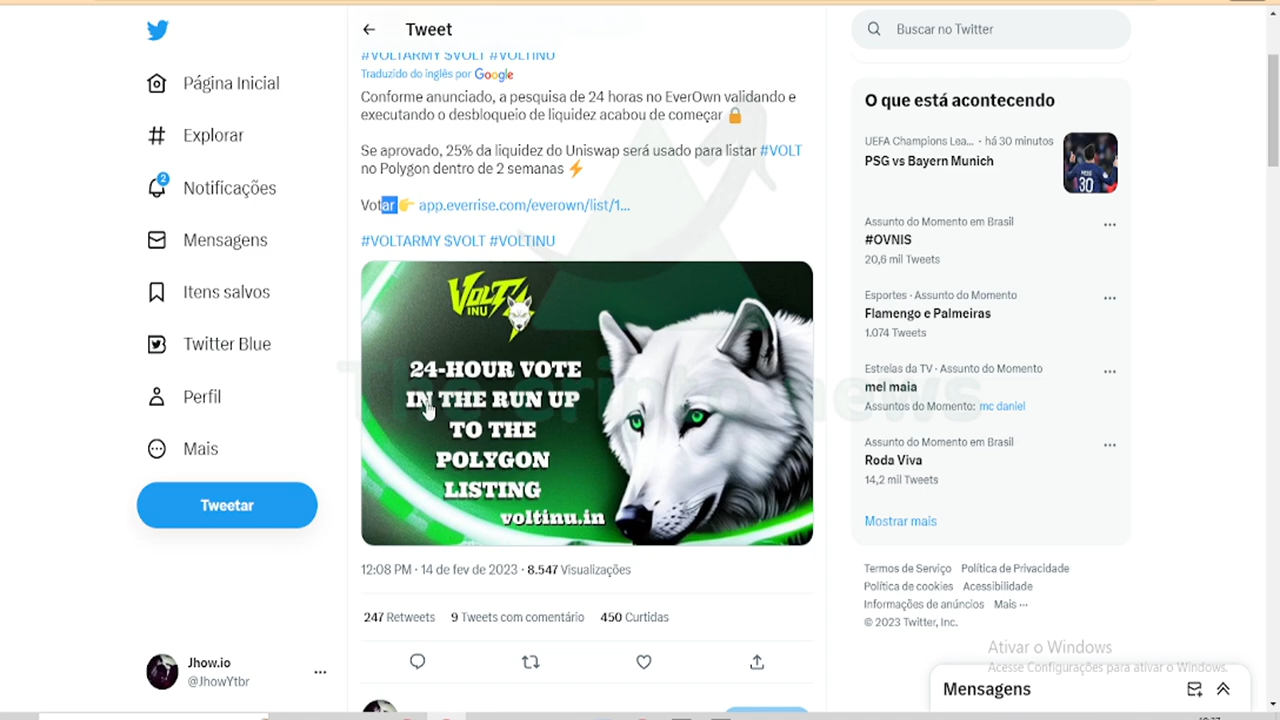 Tweet
Buscar no Twitter
Página Inicial
Explorar
2
Notificações
Mensagens
Itens salvos
Twitter Blue
Perfil
Mais
Tweetar
Jhow.io
@JhowYtbr
#VOLTARMY $VOLT #VOLTINU
Traduzido do inglês por Google
Conforme anunciado, a pesquisa de 24 horas no EverOwn validando e
executando o desbloqueio de liquidez acabou de começar 🔒
Se aprovado, 25% da liquidez do Uniswap será usado para listar #VOLT
no Polygon dentro de 2 semanas ⚡
Votar 👉 app.everrise.com/everown/list/1...
#VOLTARMY $VOLT #VOLTINU
VOLT
INU
24-HOUR VOTE
IN THE RUN UP
TO THE
POLYGON
LISTING
voltinu.in
12:08 PM · 14 de fev de 2023 · 8.547 Visualizações
247 Retweets 9 Tweets com comentário 450 Curtidas
O que está acontecendo
UEFA Champions Lea... · há 30 minutos
PSG vs Bayern Munich
30
Assunto do Momento em Brasil
#OVNIS
20,6 mil Tweets
Esportes · Assunto do Momento
Flamengo e Palmeiras
1.074 Tweets
Estrelas da TV · Assunto do Momento
mel maia
Assuntos do Momento: mc daniel
Assunto do Momento em Brasil
Roda Viva
14,2 mil Tweets
Mostrar mais
Termos de Serviço Política de Privacidade
Política de cookies Acessibilidade
Informações de anúncios Mais ···
© 2023 Twitter, Inc.
Ativar o Windows
Acesse Configurações para ativar o Windows.
Mensagens